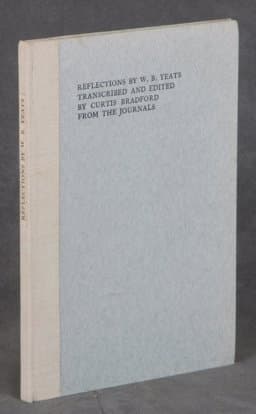 REFLECTIONS BY W. B. YEATS
TRANSCRIBED AND EDITED
BY CURTIS BRADFORD
FROM THE JOURNALS
REFLECTIONS BY W. B. YEATS